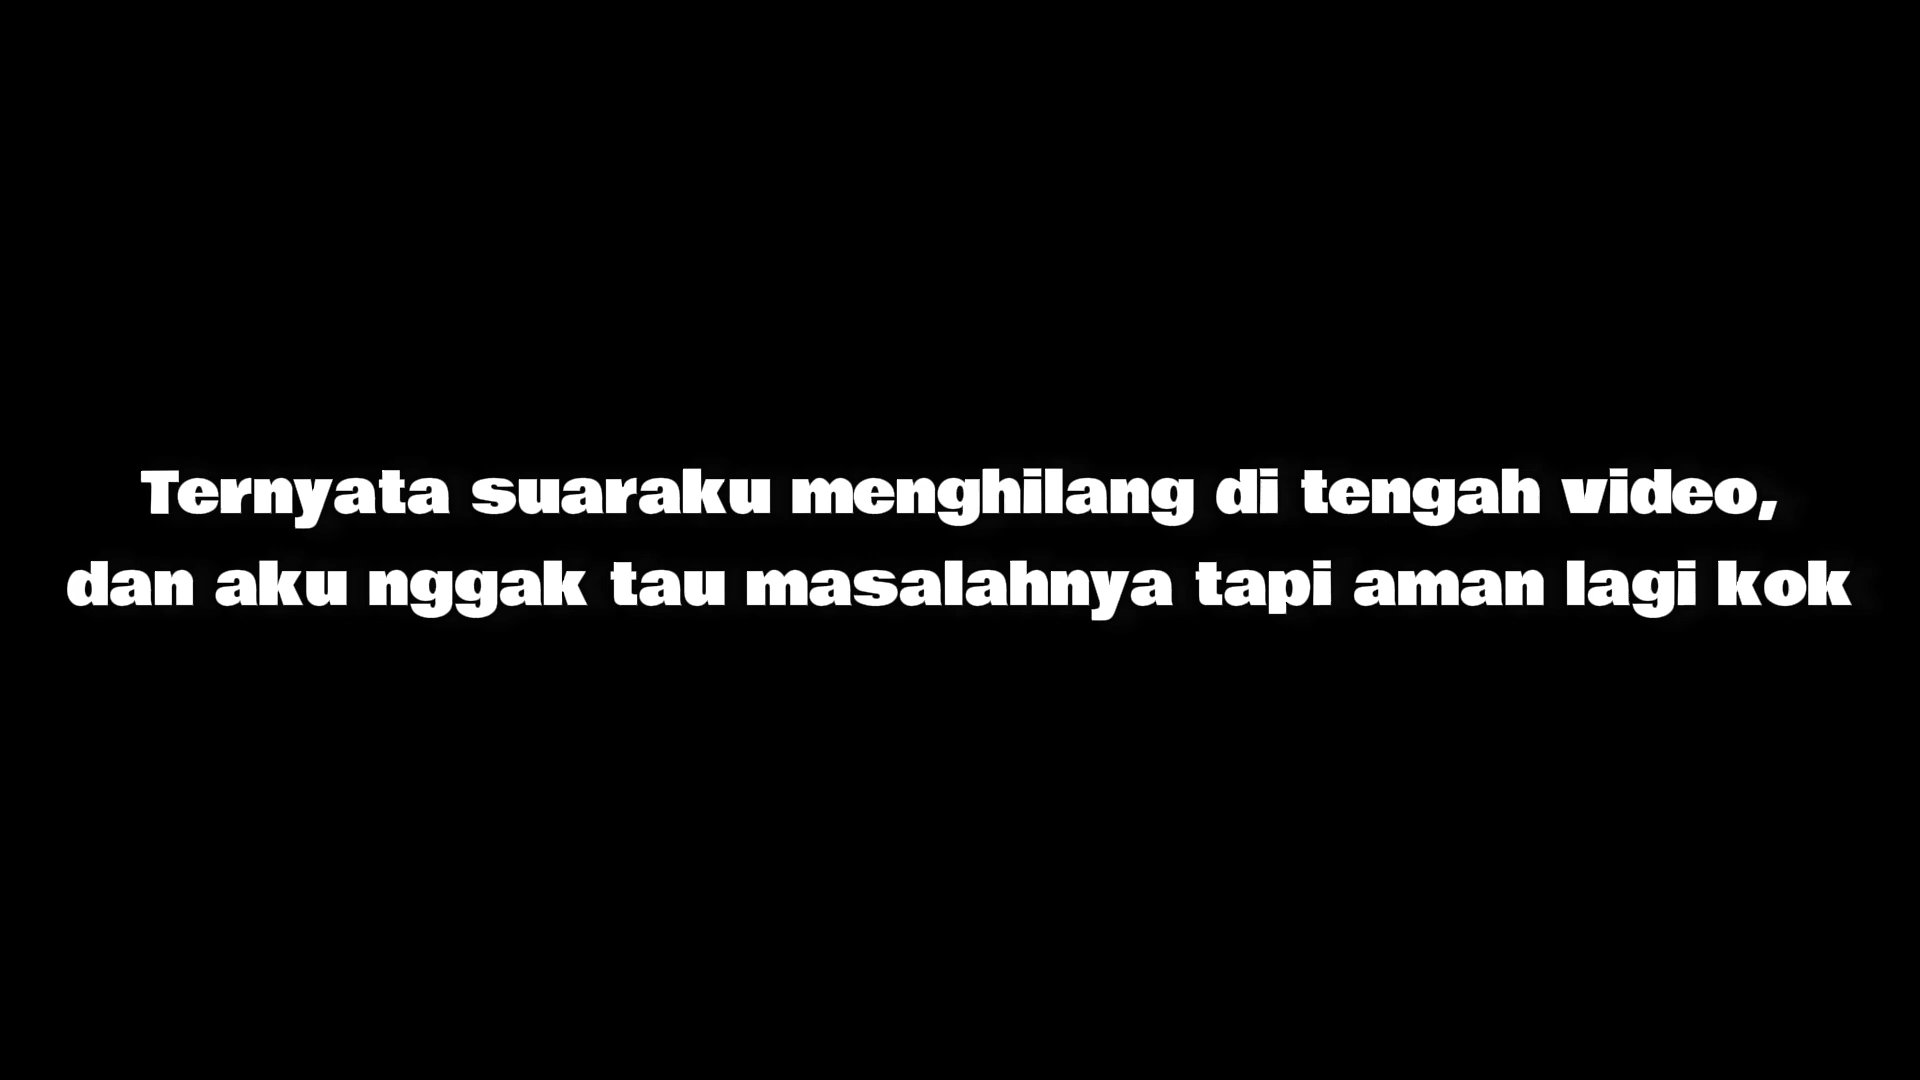 Ternyata suaraku menghilang di tengah video,
dan aku nggak tau masalahnya tapi aman lagi kok